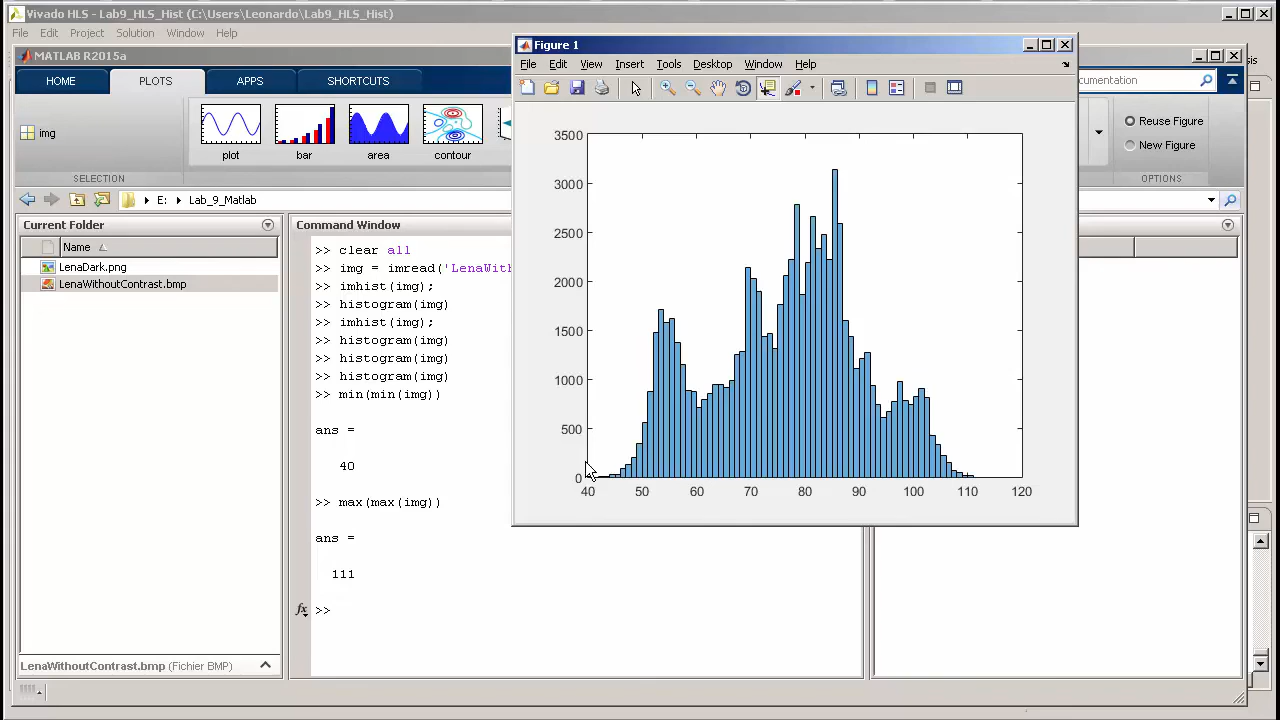 Vivado HLS - Lab9_HLS_Hist (C:\Users\Leonardo\Lab9_HLS_Hist)
File Edit Project Solution Window Help
MATLAB R2015a
HOME PLOTS APPS SHORTCUTS
img
plot bar area contour
SELECTION
Reuse Figure
New Figure
OPTIONS
E: Lab_9_Matlab
Current Folder
Name
LenaDark.png
LenaWithoutContrast.bmp
LenaWithoutContrast.bmp (Fichier BMP)
Command Window
>> clear all
>> img = imread('LenaWith
>> imhist(img);
>> histogram(img)
>> imhist(img);
>> histogram(img)
>> histogram(img)
>> histogram(img)
>> min(min(img))
ans =
40
>> max(max(img))
ans =
111
fx >>
Figure 1
File Edit View Insert Tools Desktop Window Help
3500
3000
2500
2000
1500
1000
500
0
40 50 60 70 80 90 100 110 120